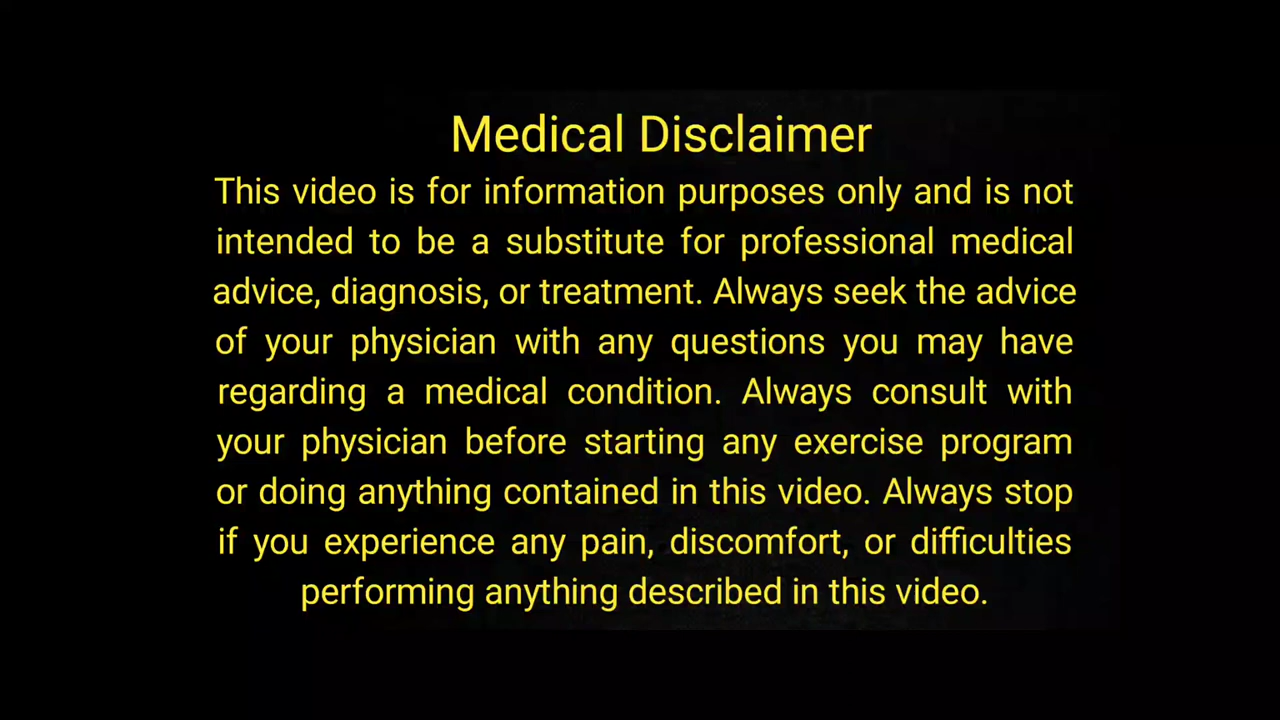 Medical Disclaimer
This video is for information purposes only and is not
intended to be a substitute for professional medical
advice, diagnosis, or treatment. Always seek the advice
of your physician with any questions you may have
regarding a medical condition. Always consult with
your physician before starting any exercise program
or doing anything contained in this video. Always stop
if you experience any pain, discomfort, or difficulties
performing anything described in this video.